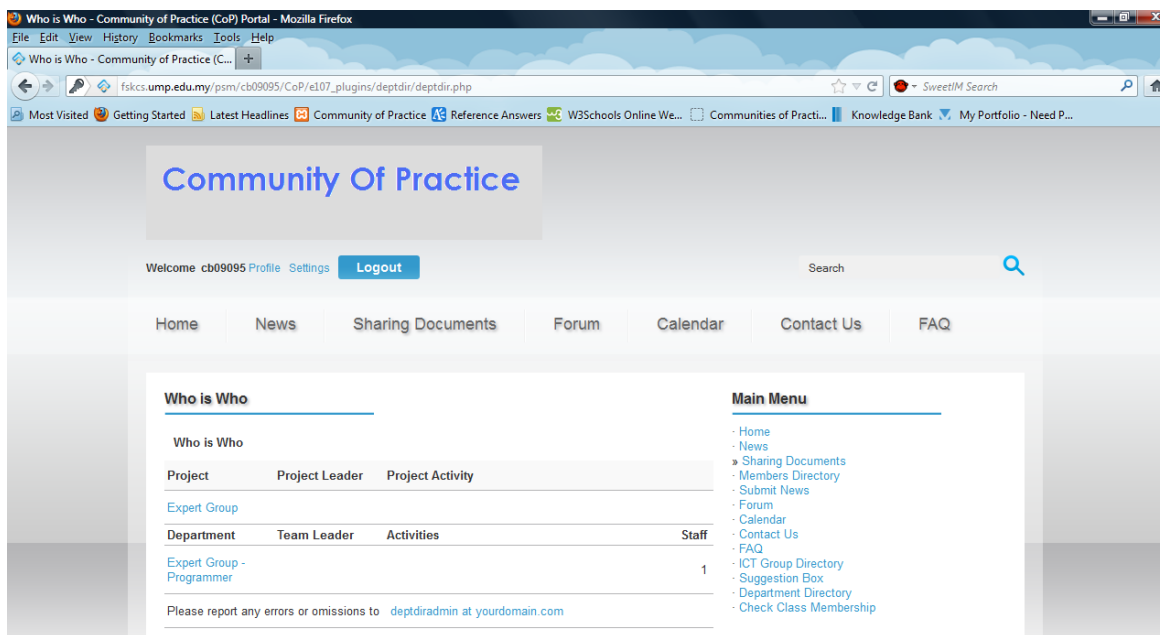 Who is Who - Community of Practice (CoP) Portal - Mozilla Firefox
File Edit View History Bookmarks Tools Help
Who is Who - Community of Practice (C... +
fskcs.ump.edu.my/psm/cb09095/CoP/e107_plugins/deptdir/deptdir.php SweetIM Search
Most Visited Getting Started Latest Headlines Community of Practice Reference Answers W3Schools Online We... Communities of Practi... Knowledge Bank My Portfolio - Need P...
Community Of Practice
Welcome cb09095 Profile Settings Logout Search
Home News Sharing Documents Forum Calendar Contact Us FAQ
Who is Who
Who is Who
Project Project Leader Project Activity
Expert Group
Department Team Leader Activities Staff
Expert Group -
Programmer 1
Please report any errors or omissions to deptdiradmin at yourdomain.com
Main Menu
· Home
· News
» Sharing Documents
· Members Directory
· Submit News
· Forum
· Calendar
· Contact Us
· FAQ
· ICT Group Directory
· Suggestion Box
· Department Directory
· Check Class Membership